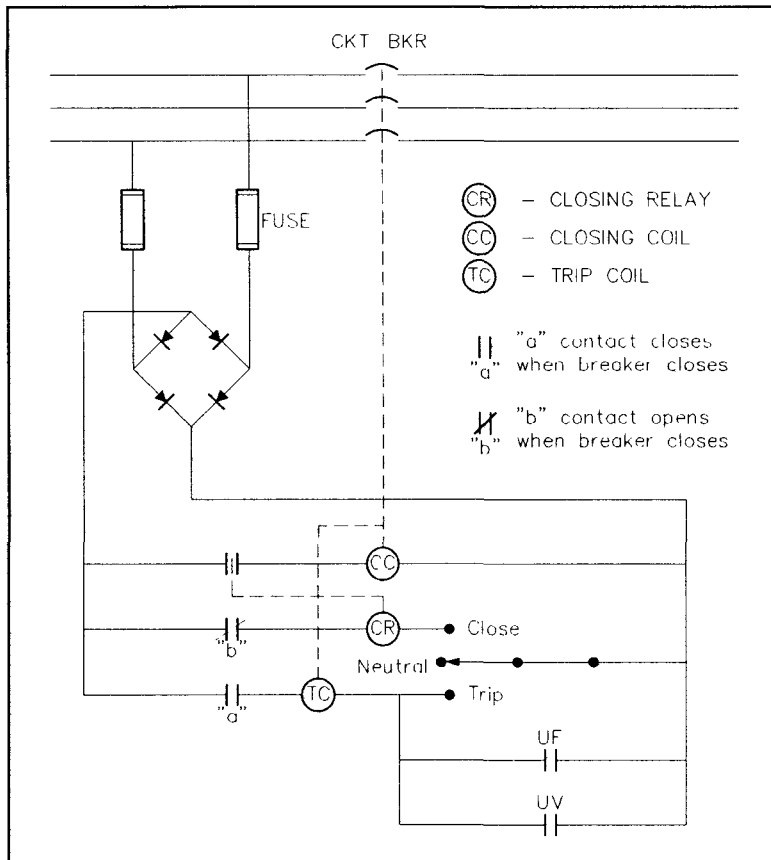 CKT BKR
FUSE
CR – CLOSING RELAY
CC – CLOSING COIL
TC – TRIP COIL
"a" contact closes
"a" when breaker closes
"b" contact opens
"b" when breaker closes
CC
CR
Close
"b"
Neutral
TC
Trip
"a"
UF
UV